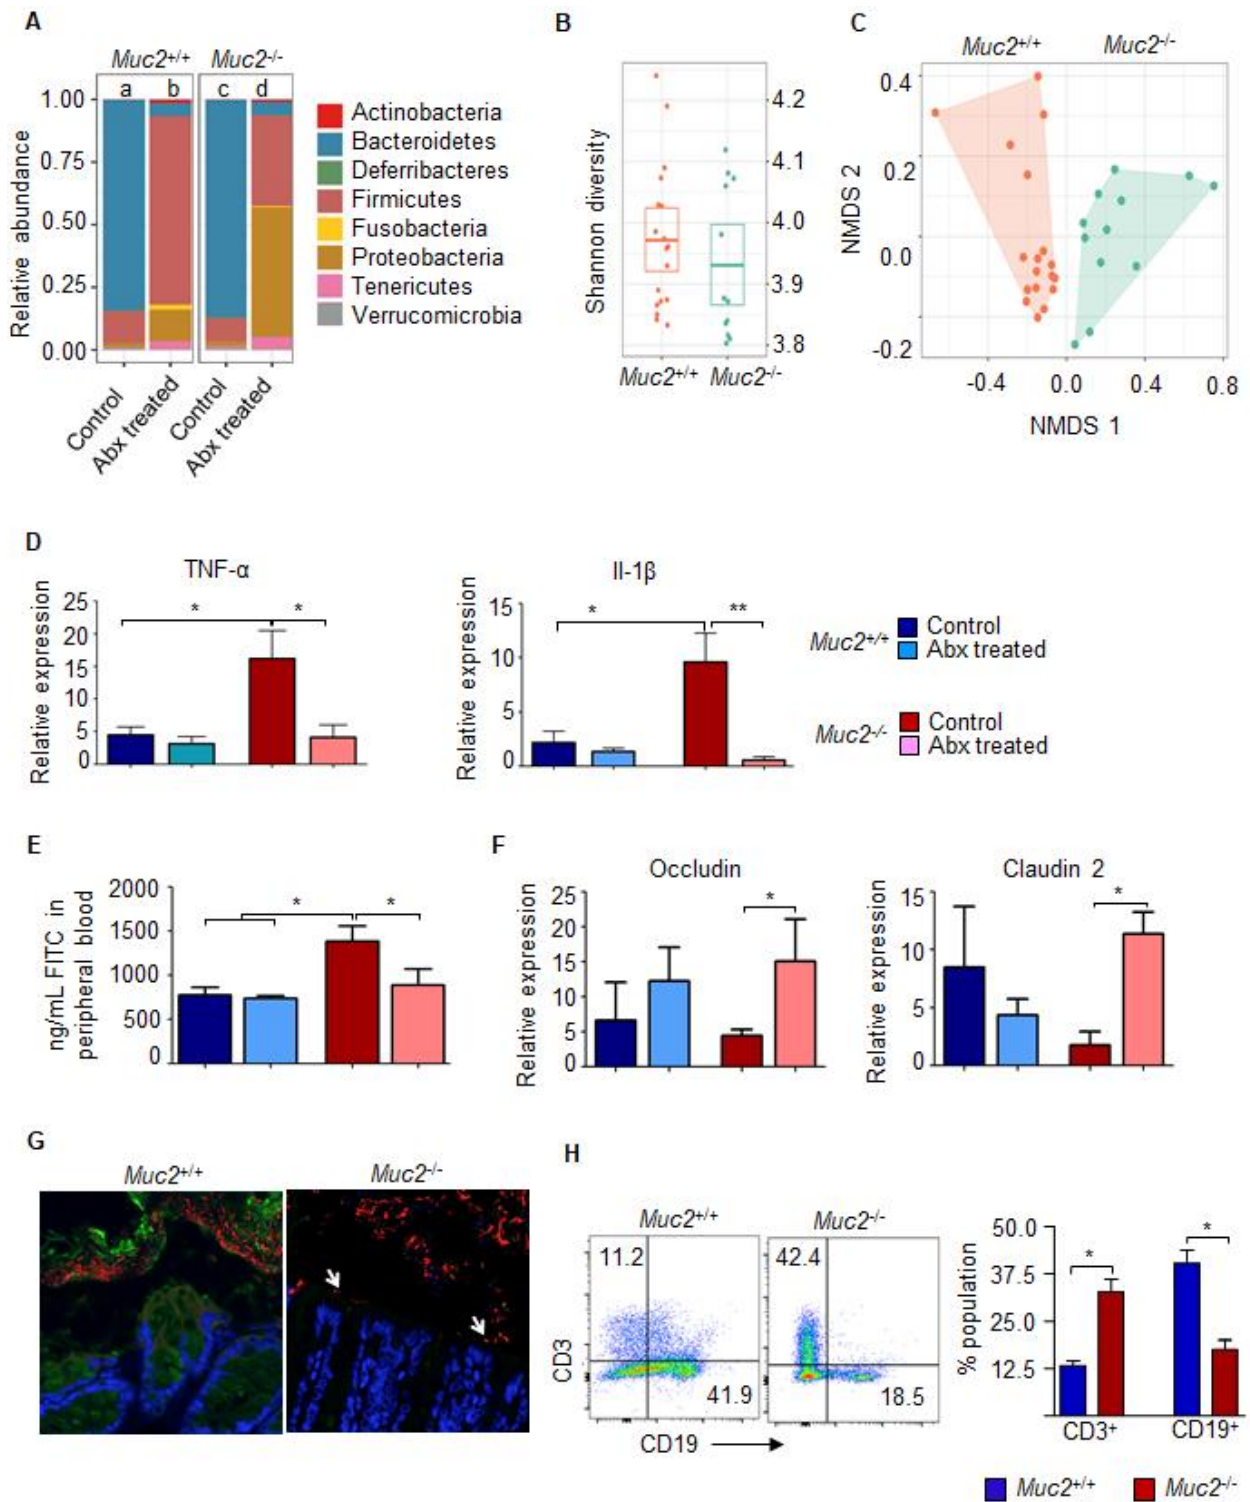 A
Muc2+/+ Muc2-/-
a b c d
1.00
0.75
0.50
0.25
0.00
Relative abundance
Control
Abx treated
Control
Abx treated
Actinobacteria
Bacteroidetes
Deferribacteres
Firmicutes
Fusobacteria
Proteobacteria
Tenericutes
Verrucomicrobia
B
Shannon diversity
4.2
4.1
4.0
3.9
3.8
Muc2+/+ Muc2-/-
C
Muc2+/+ Muc2-/-
NMDS 2
0.4
0.2
0.0
-0.2
-0.4 0.0 0.4 0.8
NMDS 1
D
TNF-α
Relative expression
25
20
15
10
5
0
* *
Il-1β
Relative expression
15
10
5
0
* **
Muc2+/+
Control
Abx treated
Muc2-/-
Control
Abx treated
E
ng/mL FITC in
peripheral blood
2000
1500
1000
500
0
* *
F
Occludin
Relative expression
25
20
15
10
5
0
*
Claudin 2
Relative expression
15
10
5
0
*
G
Muc2+/+ Muc2-/-
H
Muc2+/+ Muc2-/-
11.2
41.9
42.4
18.5
CD3
CD19
% population
50.0
37.5
25.0
12.5
* *
CD3+ CD19+
Muc2+/+ Muc2-/-